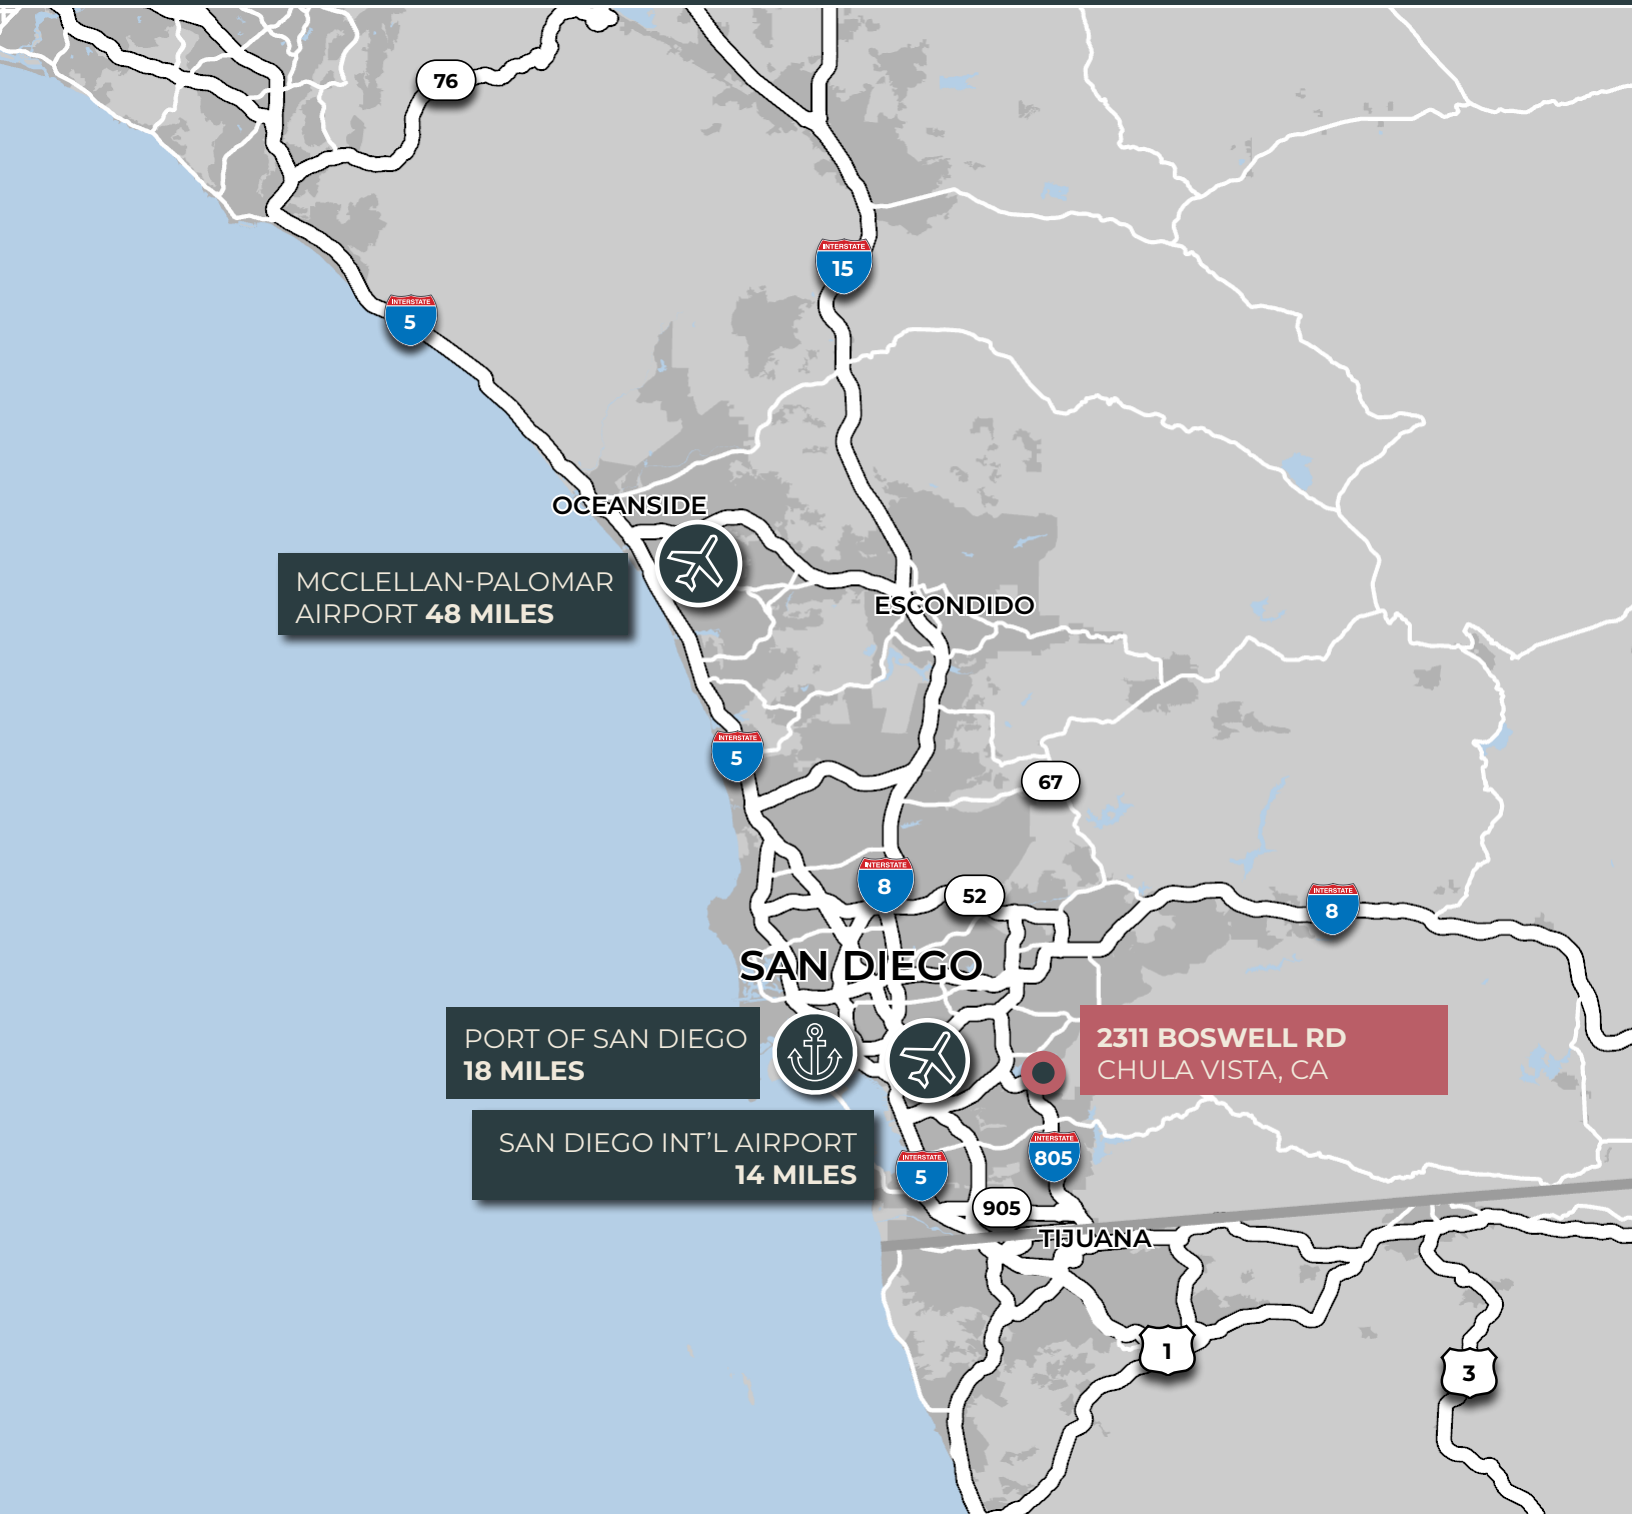 76
INTERSTATE
15
INTERSTATE
5
OCEANSIDE
MCCLELLAN-PALOMAR
AIRPORT 48 MILES
ESCONDIDO
INTERSTATE
5
67
INTERSTATE
8
52
INTERSTATE
8
SAN DIEGO
PORT OF SAN DIEGO
18 MILES
2311 BOSWELL RD
CHULA VISTA, CA
SAN DIEGO INT'L AIRPORT
14 MILES
INTERSTATE
805
INTERSTATE
5
905
TIJUANA
1
3